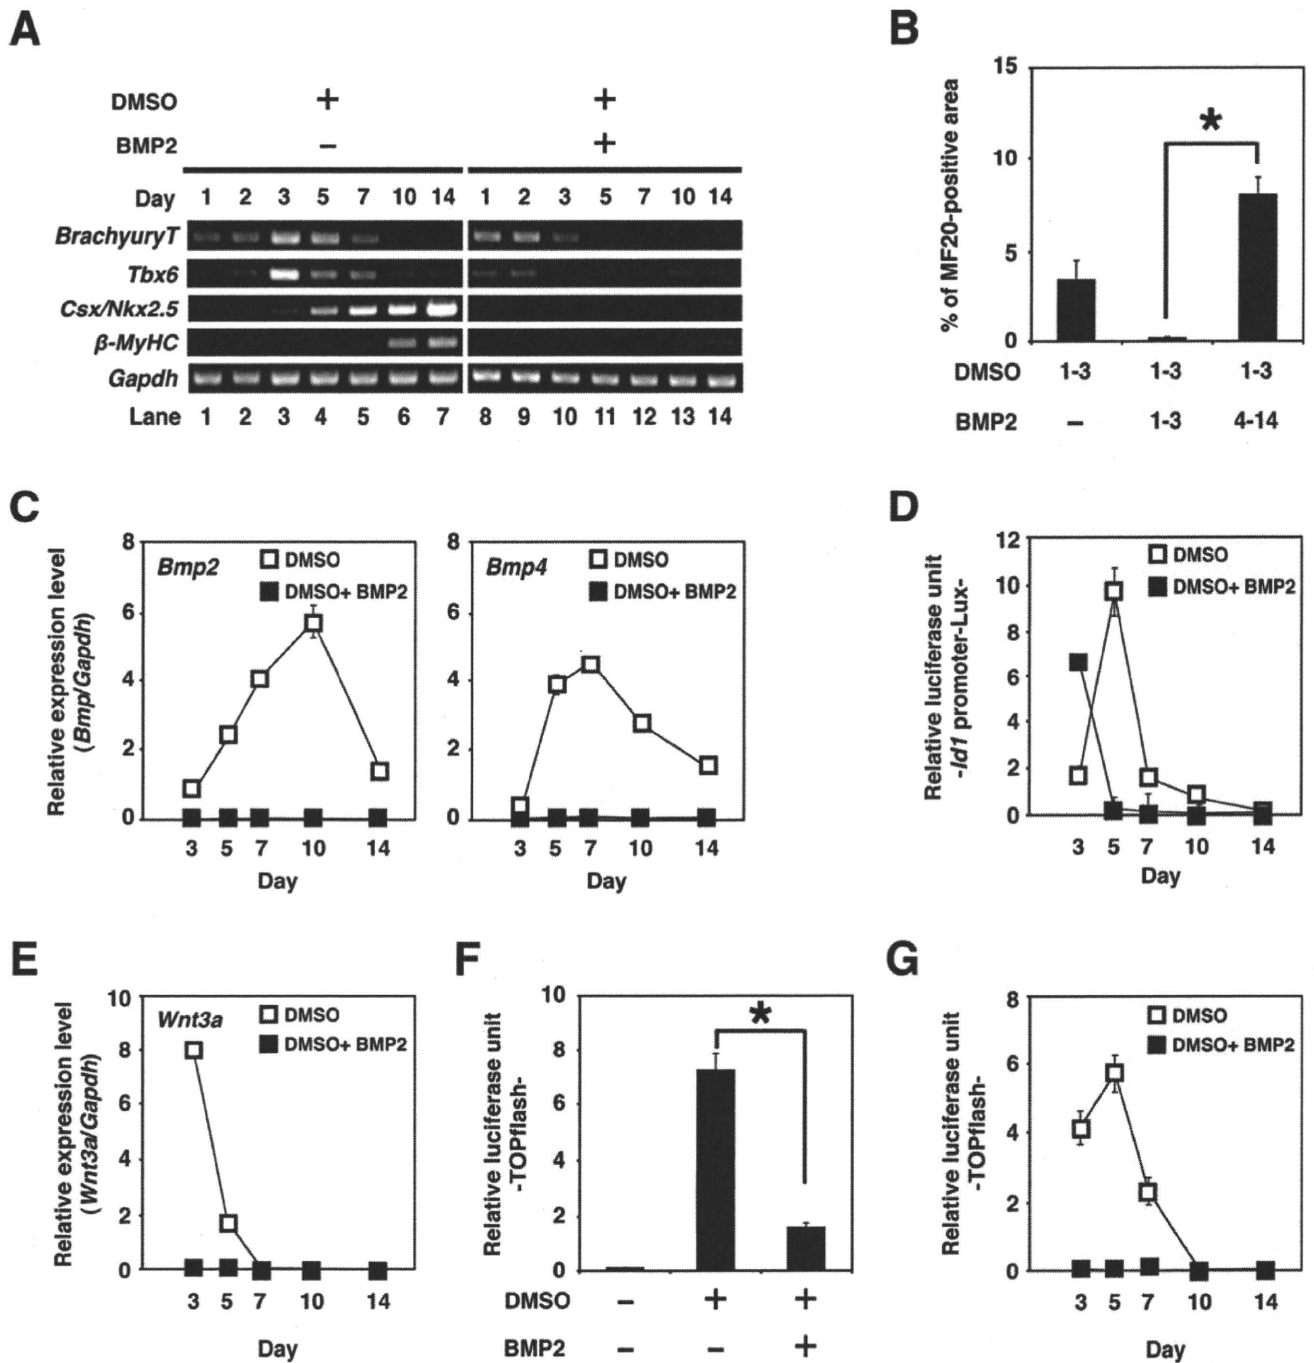 A
DMSO + +
BMP2 – +
Day 1 2 3 5 7 10 14 1 2 3 5 7 10 14
BrachyuryT
Tbx6
Csx/Nkx2.5
β-MyHC
Gapdh
Lane 1 2 3 4 5 6 7 8 9 10 11 12 13 14
B
% of MF20-positive area
15
10
5
0
*
DMSO 1-3 1-3 1-3
BMP2 – 1-3 4-14
C
Relative expression level
(Bmp/Gapdh)
8
6
4
2
0
Bmp2
DMSO
DMSO+ BMP2
3 5 7 10 14
Day
8
6
4
2
0
Bmp4
DMSO
DMSO+ BMP2
3 5 7 10 14
Day
D
Relative luciferase unit
-Id1 promoter-Lux-
12
10
8
6
4
2
0
DMSO
DMSO+ BMP2
3 5 7 10 14
Day
E
Relative expression level
(Wnt3a/Gapdh)
10
8
6
4
2
0
Wnt3a
DMSO
DMSO+ BMP2
3 5 7 10 14
Day
F
Relative luciferase unit
-TOPflash-
10
8
6
4
2
0
*
DMSO – + +
BMP2 – – +
G
Relative luciferase unit
-TOPflash-
8
6
4
2
0
DMSO
DMSO+ BMP2
3 5 7 10 14
Day